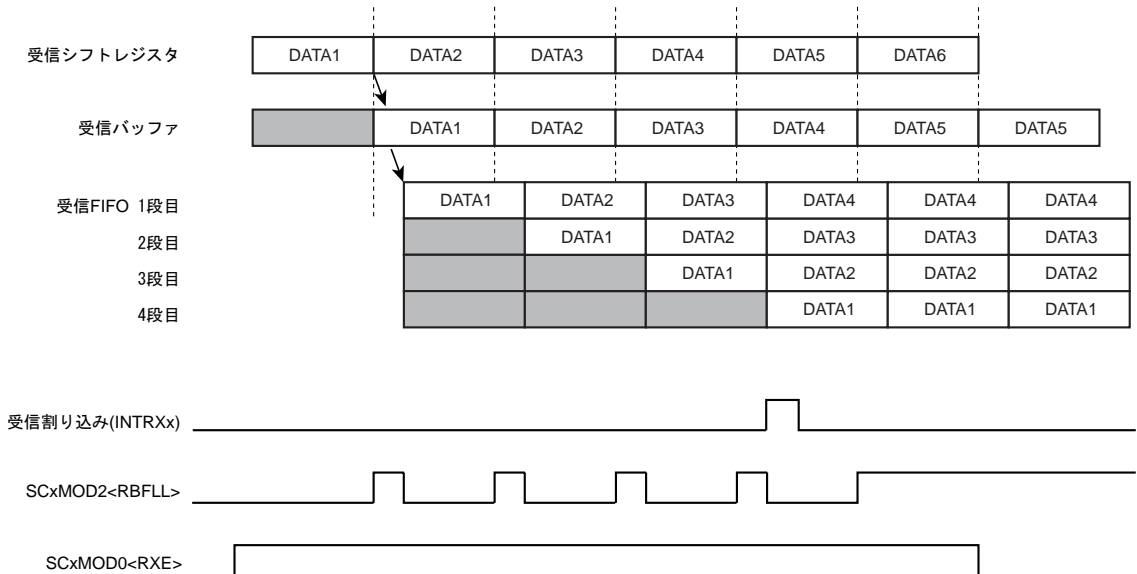 受信シフトレジスタ DATA1 DATA2 DATA3 DATA4 DATA5 DATA6
受信バッファ DATA1 DATA2 DATA3 DATA4 DATA5 DATA5
受信FIFO 1段目 DATA1 DATA2 DATA3 DATA4 DATA4 DATA4
2段目 DATA1 DATA2 DATA3 DATA3 DATA3
3段目 DATA1 DATA2 DATA2 DATA2
4段目 DATA1 DATA1 DATA1
受信割り込み(INTRXx)
SCxMOD2<RBFLL>
SCxMOD0<RXE>